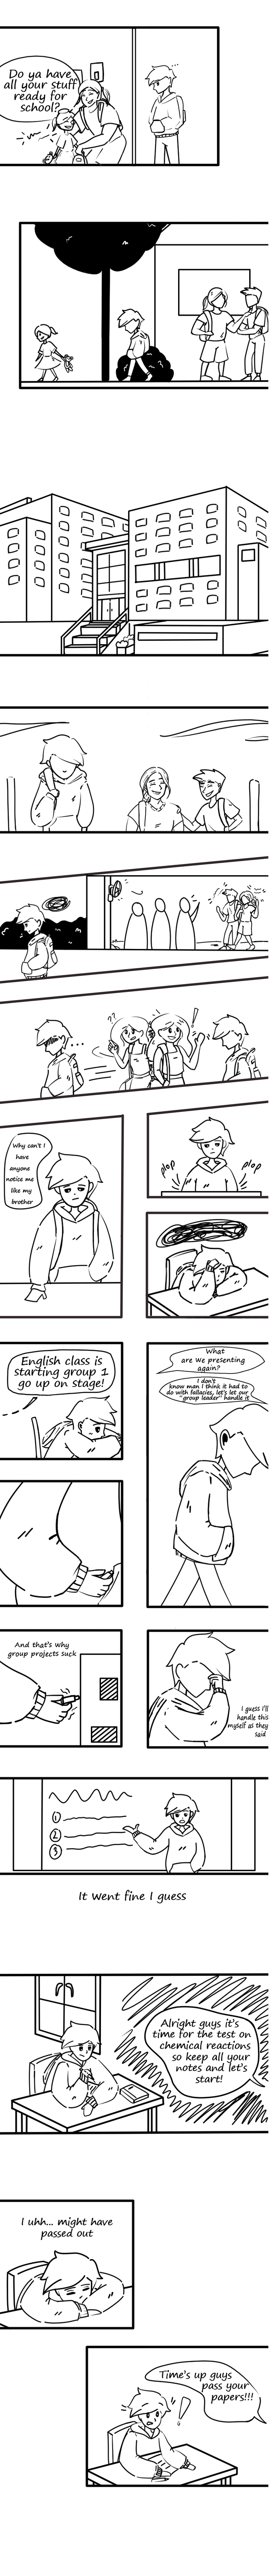 Do ya have
all your stuff
ready for
school?
...
??
!
...
Why can't I
have
anyone
notice me
like my
brother
plop
plop
English class is
starting group 1
go up on stage!
What
are we presenting
again?
I don't
know man I think it had to
do with fallacies, let's let our
"group leader" handle it
And that's why
group projects suck
I guess I'll
handle this
myself as they
said
1
2
3
It went fine I guess
Alright guys it's
time for the test on
chemical reactions
so keep all your
notes and let's
start!
I uhh... might have
passed out
Time's up guys
pass your
papers!!!
!